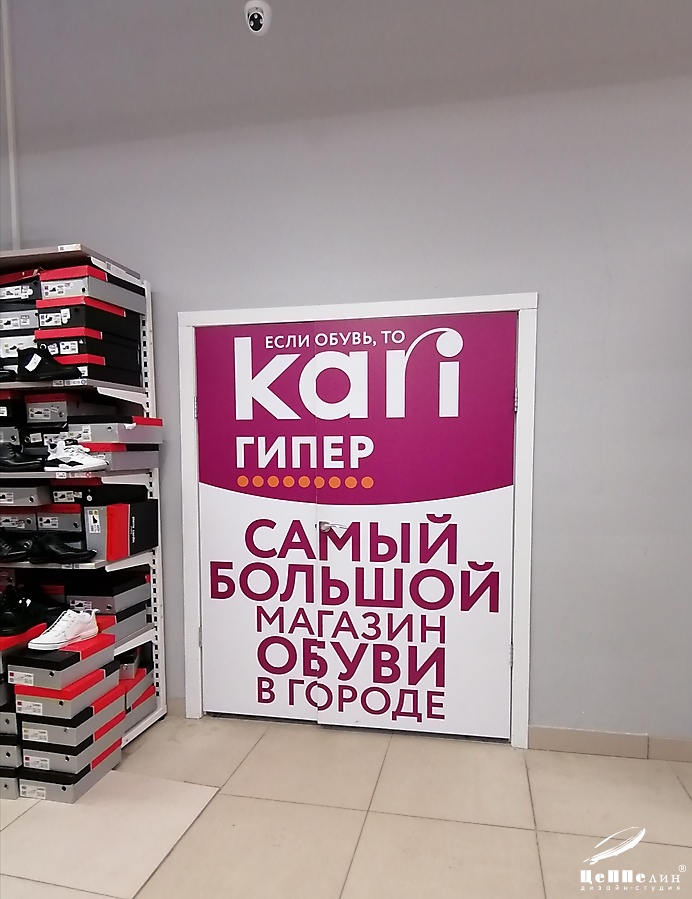 ЕСЛИ ОБУВЬ, ТО
kari
ГИПЕР
САМЫЙ
БОЛЬШОЙ
МАГАЗИН
ОБУВИ
В ГОРОДЕ
ЦеППелин®
дизайн-студия